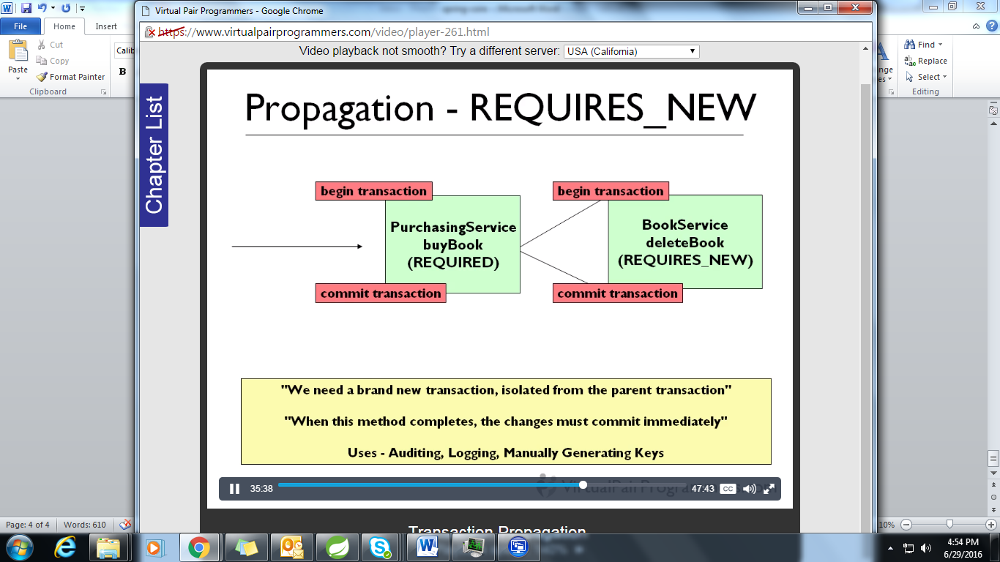 Virtual Pair Programmers - Google Chrome
File
Home
Insert
Paste
Cut
Copy
Format Painter
Clipboard
Calib
B
https://www.virtualpairprogrammers.com/video/player-261.html
Find
Replace
Select
Editing
nge
es
Video playback not smooth? Try a different server: USA (California)
Chapter List
Propagation - REQUIRES_NEW
begin transaction
begin transaction
PurchasingService
buyBook
(REQUIRED)
BookService
deleteBook
(REQUIRES_NEW)
commit transaction
commit transaction
"We need a brand new transaction, isolated from the parent transaction"
"When this method completes, the changes must commit immediately"
Uses - Auditing, Logging, Manually Generating Keys
VirtualPairProgrammers.com
35:38
47:43
CC
Transaction Propagation
Page: 4 of 4
Words: 610
10%
4:54 PM
6/29/2016